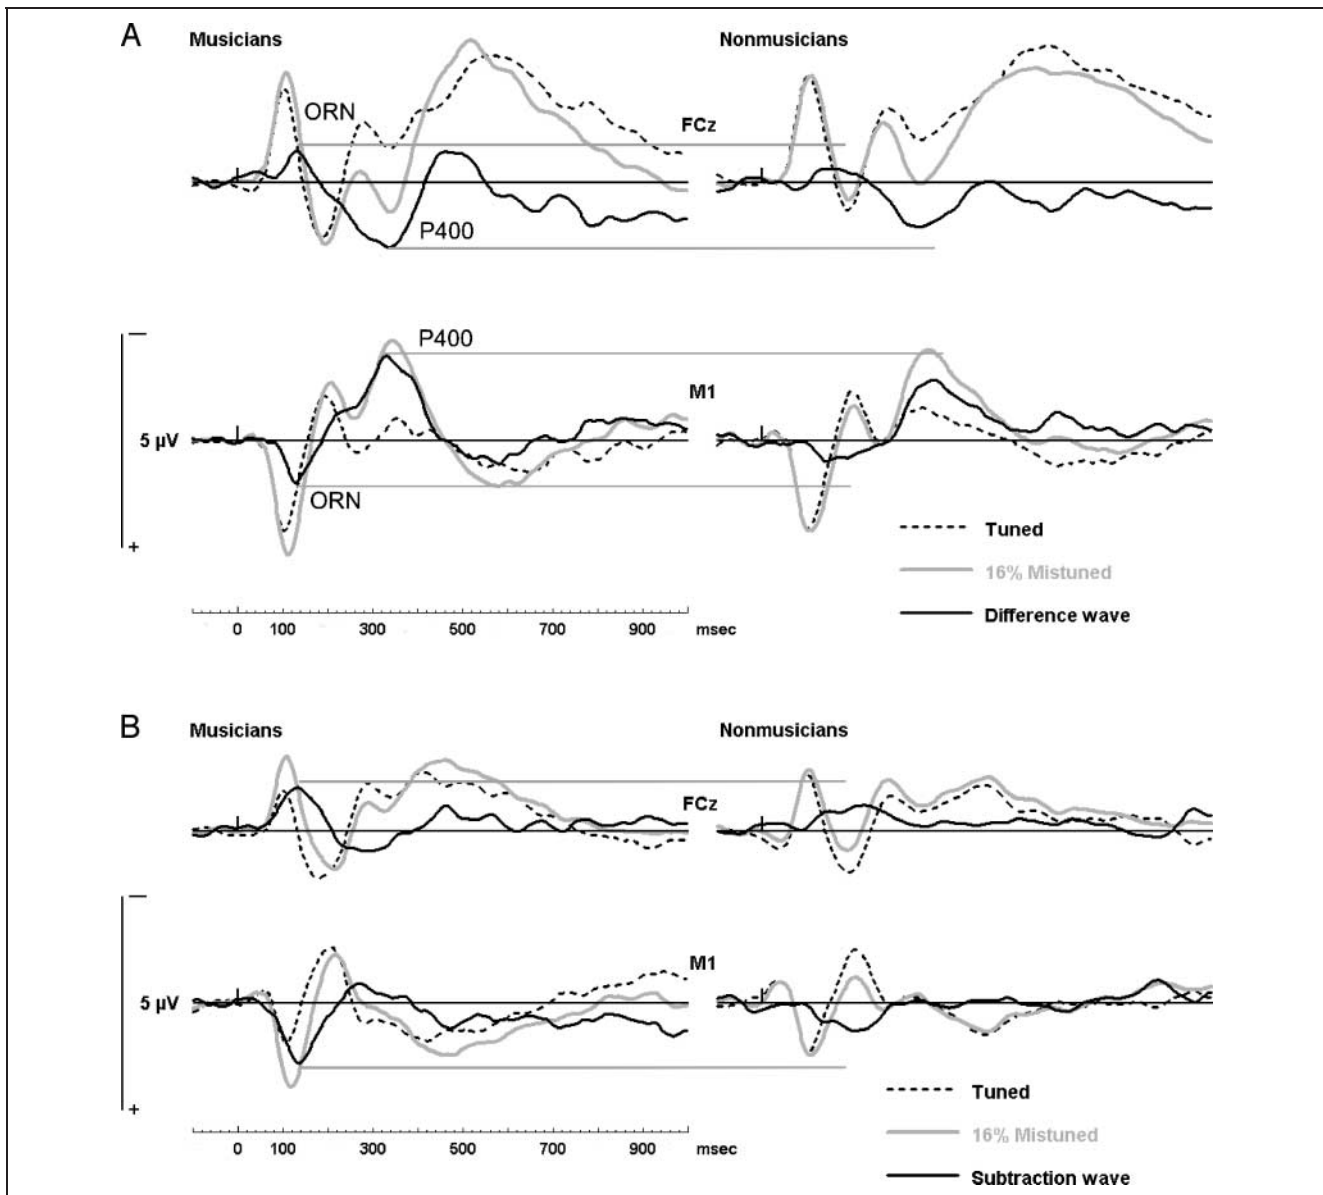 A
Musicians
Nonmusicians
ORN
FCz
P400
P400
M1
5 µV
ORN
Tuned
16% Mistuned
Difference wave
0 100 300 500 700 900 msec
B
Musicians
Nonmusicians
FCz
M1
5 µV
Tuned
16% Mistuned
0 100 300 500 700 900 msec
Subtraction wave